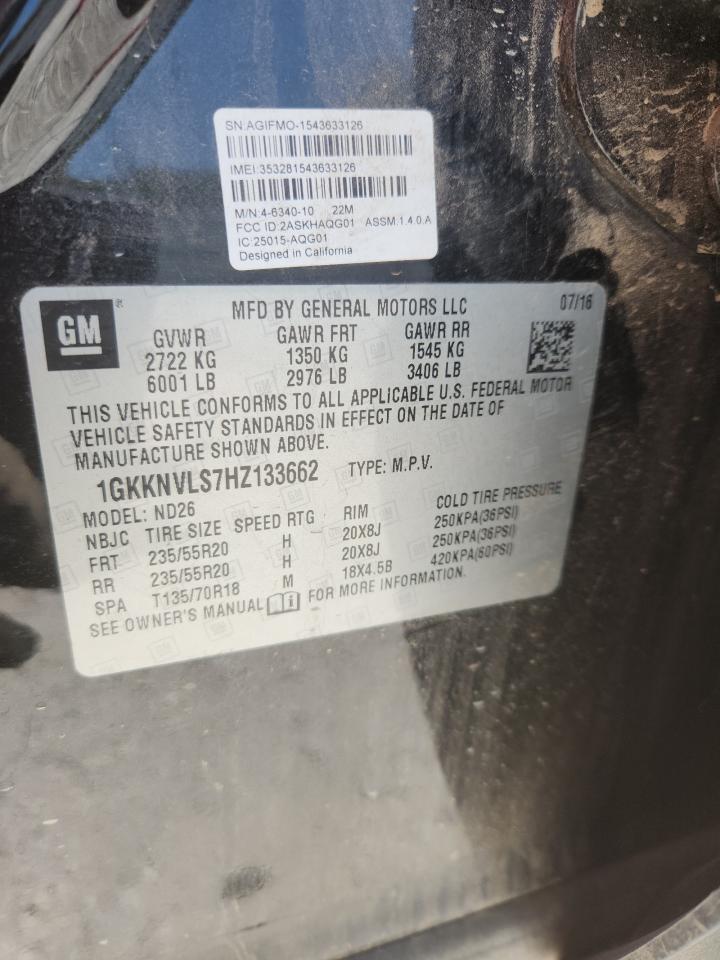 SN:AGIFMO-1543633126
IMEI:353281543633126
M/N:4-6340-10 22M
FCC ID:2ASKHAQG01 ASSM:1.4.0.A
IC:25015-AQG01
Designed in California
GM ® MFD BY GENERAL MOTORS LLC 07/16
GVWR GAWR FRT GAWR RR
2722 KG 1350 KG 1545 KG
6001 LB 2976 LB 3406 LB
THIS VEHICLE CONFORMS TO ALL APPLICABLE U.S. FEDERAL MOTOR
VEHICLE SAFETY STANDARDS IN EFFECT ON THE DATE OF
MANUFACTURE SHOWN ABOVE.
1GKKNVLS7HZ133662 TYPE: M.P.V.
MODEL: ND26
NBJC TIRE SIZE SPEED RTG RIM COLD TIRE PRESSURE
FRT 235/55R20 H 20X8J 250KPA(36PSI)
RR 235/55R20 H 20X8J 250KPA(36PSI)
SPA T135/70R18 M 18X4.5B 420KPA(60PSI)
SEE OWNER'S MANUAL FOR MORE INFORMATION.